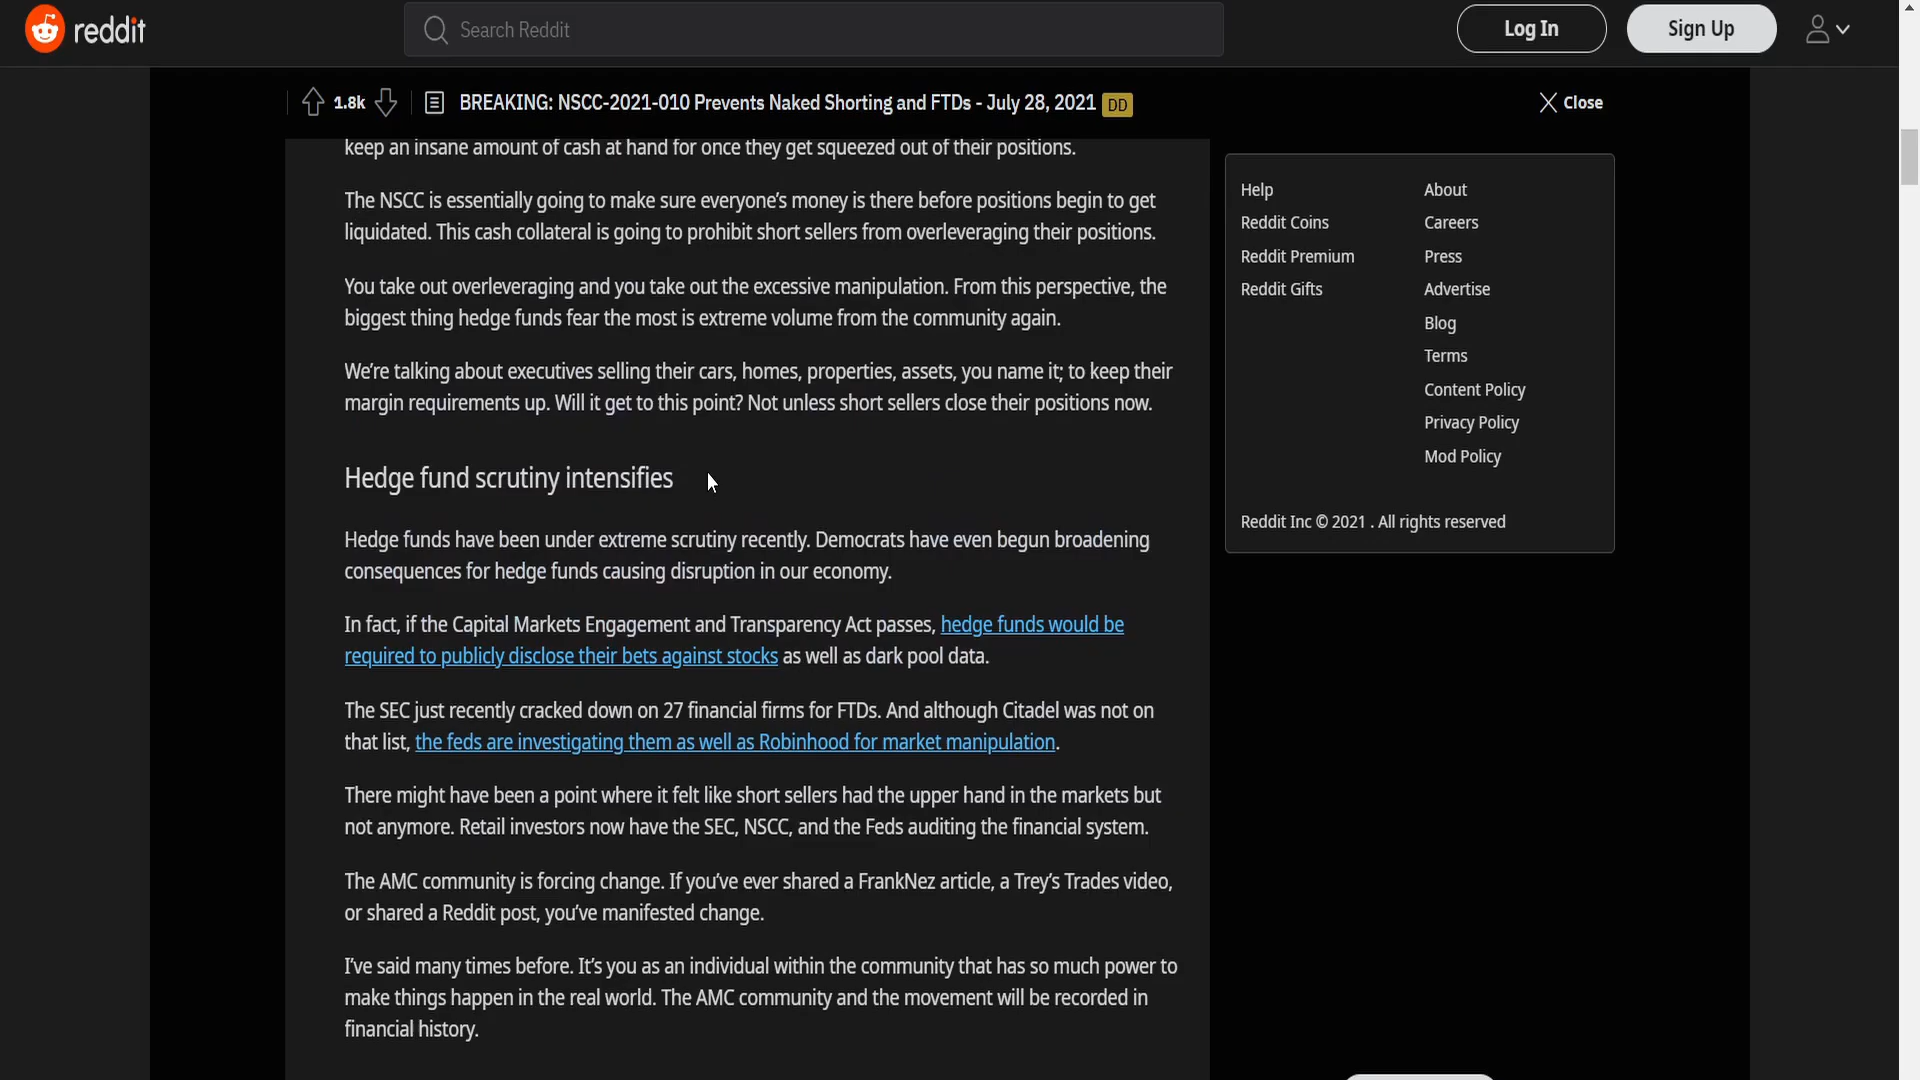 reddit
Search Reddit
Log In
Sign Up
1.8k
BREAKING: NSCC-2021-010 Prevents Naked Shorting and FTDs - July 28, 2021 DD
Close
keep an insane amount of cash at hand for once they get squeezed out of their positions.
The NSCC is essentially going to make sure everyone's money is there before positions begin to get
liquidated. This cash collateral is going to prohibit short sellers from overleveraging their positions.
You take out overleveraging and you take out the excessive manipulation. From this perspective, the
biggest thing hedge funds fear the most is extreme volume from the community again.
We're talking about executives selling their cars, homes, properties, assets, you name it; to keep their
margin requirements up. Will it get to this point? Not unless short sellers close their positions now.
Hedge fund scrutiny intensifies
Hedge funds have been under extreme scrutiny recently. Democrats have even begun broadening
consequences for hedge funds causing disruption in our economy.
In fact, if the Capital Markets Engagement and Transparency Act passes, hedge funds would be
required to publicly disclose their bets against stocks as well as dark pool data.
The SEC just recently cracked down on 27 financial firms for FTDs. And although Citadel was not on
that list, the feds are investigating them as well as Robinhood for market manipulation.
There might have been a point where it felt like short sellers had the upper hand in the markets but
not anymore. Retail investors now have the SEC, NSCC, and the Feds auditing the financial system.
The AMC community is forcing change. If you've ever shared a FrankNez article, a Trey's Trades video,
or shared a Reddit post, you've manifested change.
I've said many times before. It's you as an individual within the community that has so much power to
make things happen in the real world. The AMC community and the movement will be recorded in
financial history.
Help
Reddit Coins
Reddit Premium
Reddit Gifts
About
Careers
Press
Advertise
Blog
Terms
Content Policy
Privacy Policy
Mod Policy
Reddit Inc © 2021 . All rights reserved